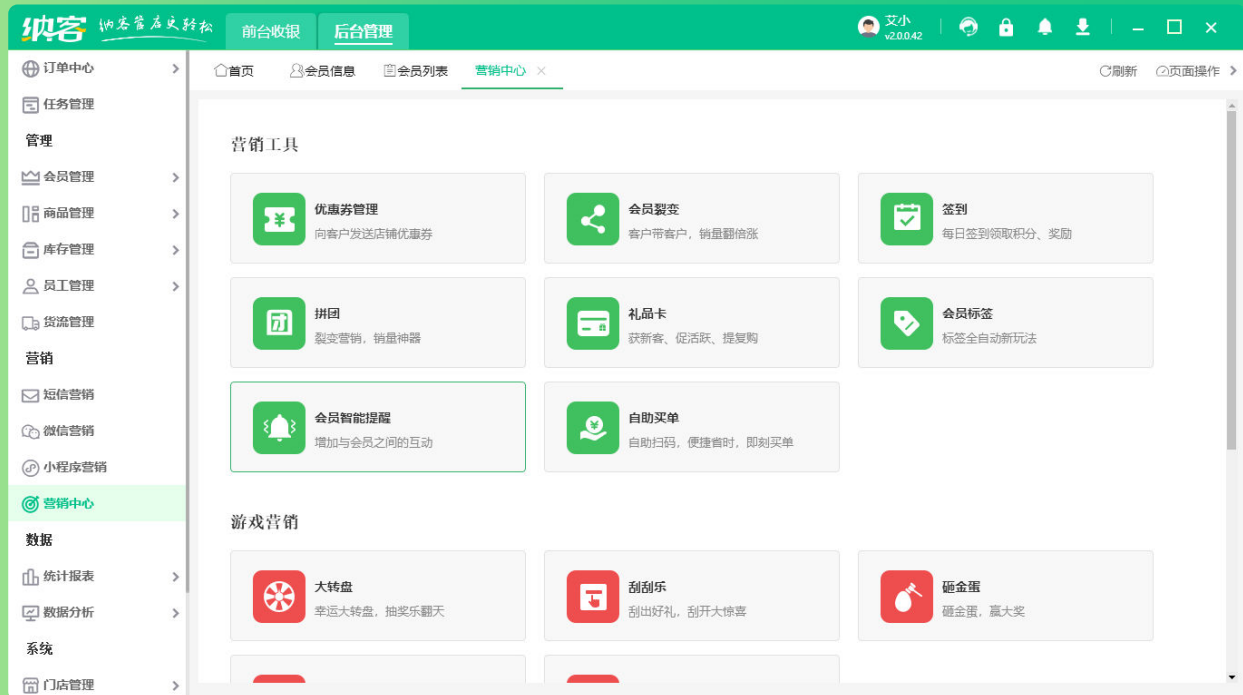 纳客 纳客管店更轻松 前台收银 后台管理 艾小
v2.0.0.42
订单中心
任务管理
管理
会员管理
商品管理
库存管理
员工管理
货流管理
营销
短信营销
微信营销
小程序营销
营销中心
数据
统计报表
数据分析
系统
门店管理
首页 会员信息 会员列表 营销中心 刷新 页面操作
营销工具
优惠券管理
向客户发送店铺优惠券
会员裂变
客户带客户，销量翻倍涨
签到
每日签到领取积分、奖励
团
拼团
裂变营销，销量神器
礼品卡
获新客、促活跃、提复购
会员标签
标签全自动新玩法
会员智能提醒
增加与会员之间的互动
自助买单
自助扫码，便捷省时，即刻买单
游戏营销
大转盘
幸运大转盘，抽奖乐翻天
刮刮乐
刮出好礼，刮开大惊喜
砸金蛋
砸金蛋，赢大奖